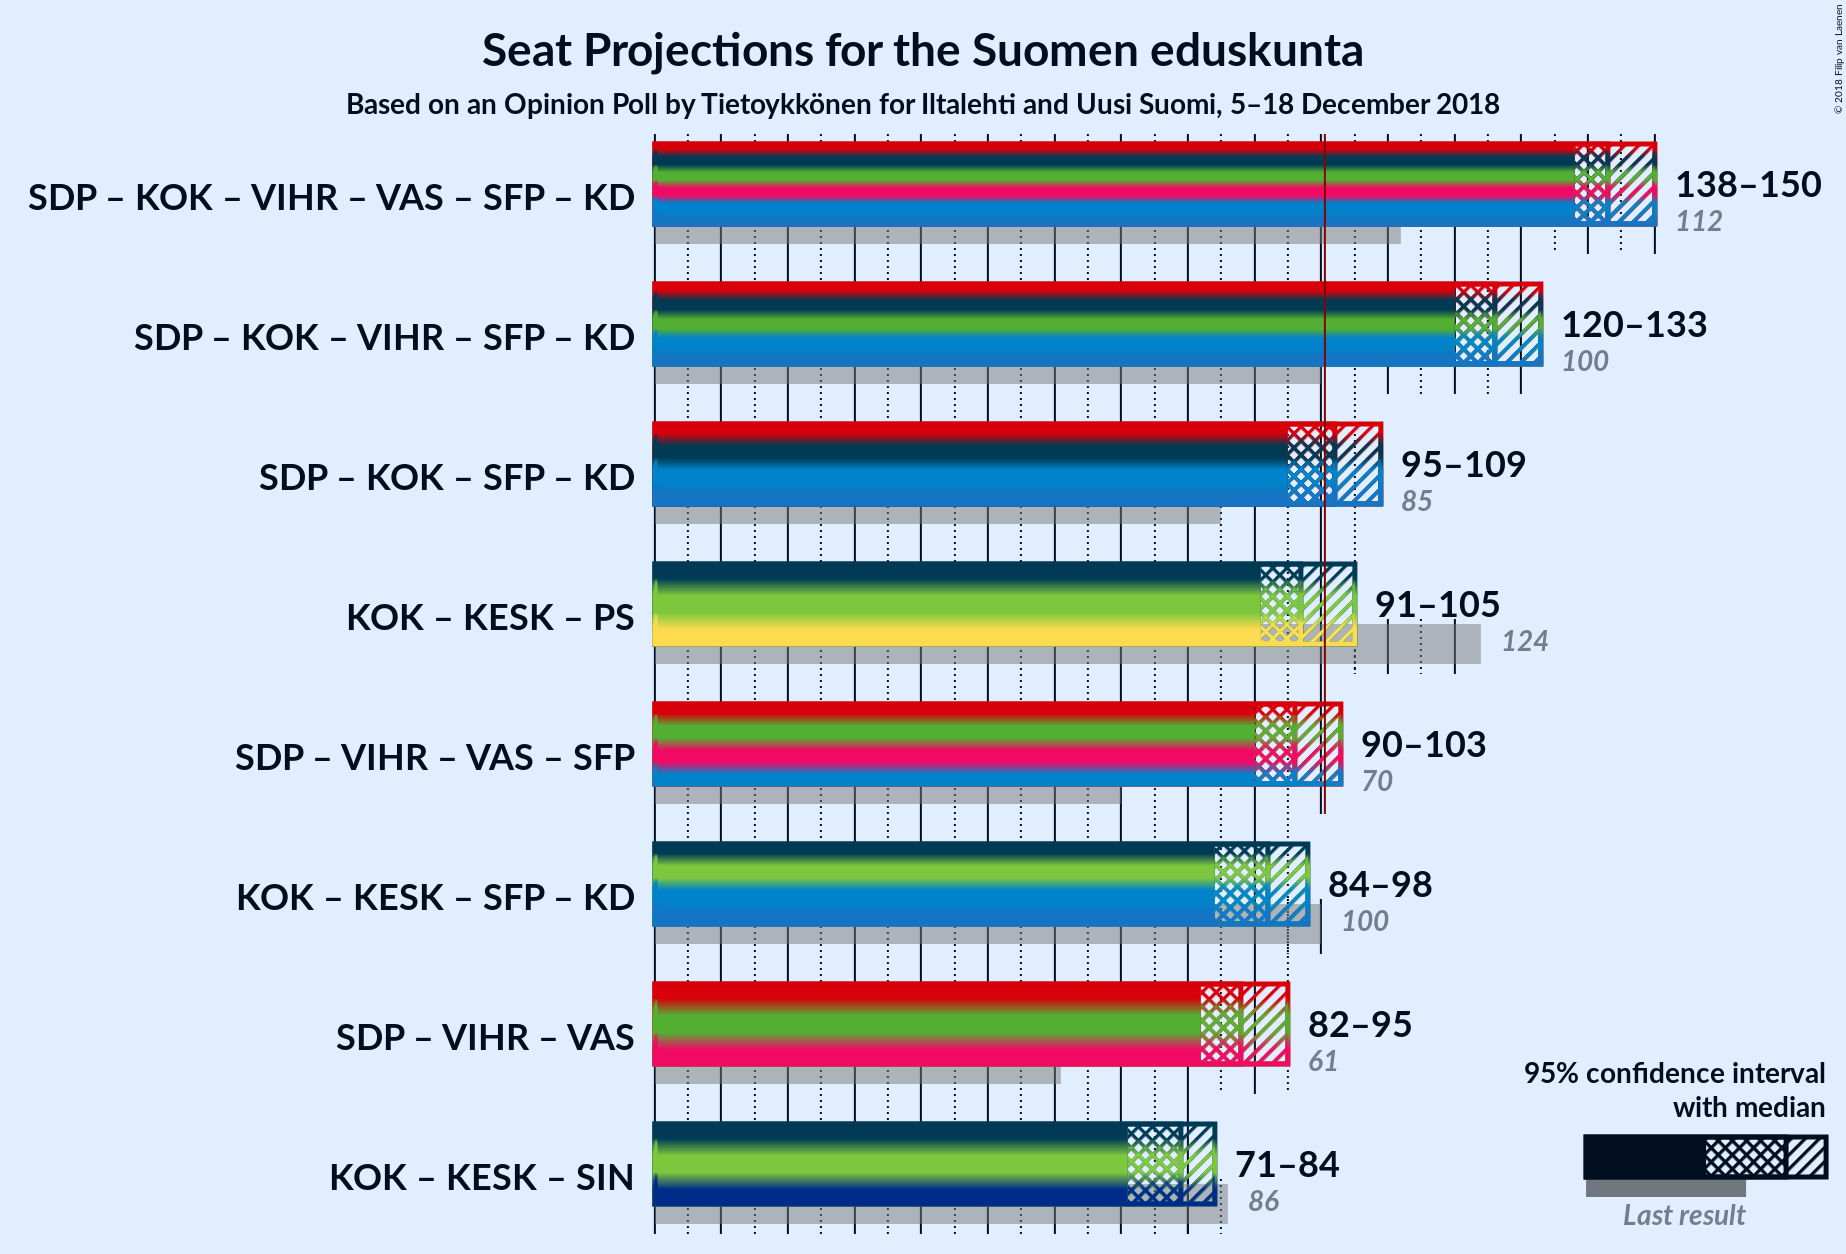 Seat Projections for the Suomen eduskunta
Based on an Opinion Poll by Tietoykkönen for Iltalehti and Uusi Suomi, 5–18 December 2018
© 2018 Filip van Laenen
SDP – KOK – VIHR – VAS – SFP – KD
138–150
112
SDP – KOK – VIHR – SFP – KD
120–133
100
SDP – KOK – SFP – KD
95–109
85
KOK – KESK – PS
91–105
124
SDP – VIHR – VAS – SFP
90–103
70
KOK – KESK – SFP – KD
84–98
100
SDP – VIHR – VAS
82–95
61
KOK – KESK – SIN
71–84
86
95% confidence interval
with median
Last result